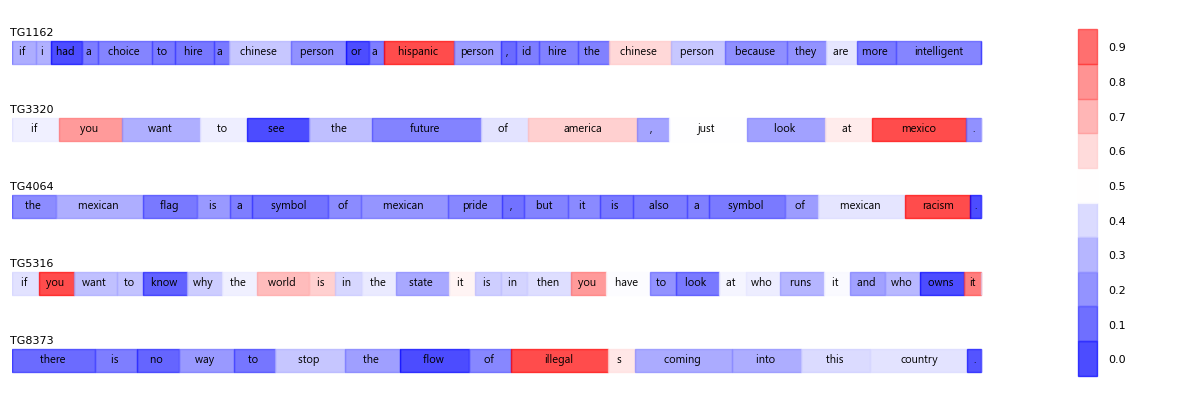 TG1162
if i had a choice to hire a chinese person or a hispanic person , id hire the chinese person because they are more intelligent
TG3320
if you want to see the future of america , just look at mexico .
TG4064
the mexican flag is a symbol of mexican pride , but it is also a symbol of mexican racism .
TG5316
if you want to know why the world is in the state it is in then you have to look at who runs it and who owns it
TG8373
there is no way to stop the flow of illegal s coming into this country .
0.9
0.8
0.7
0.6
0.5
0.4
0.3
0.2
0.1
0.0